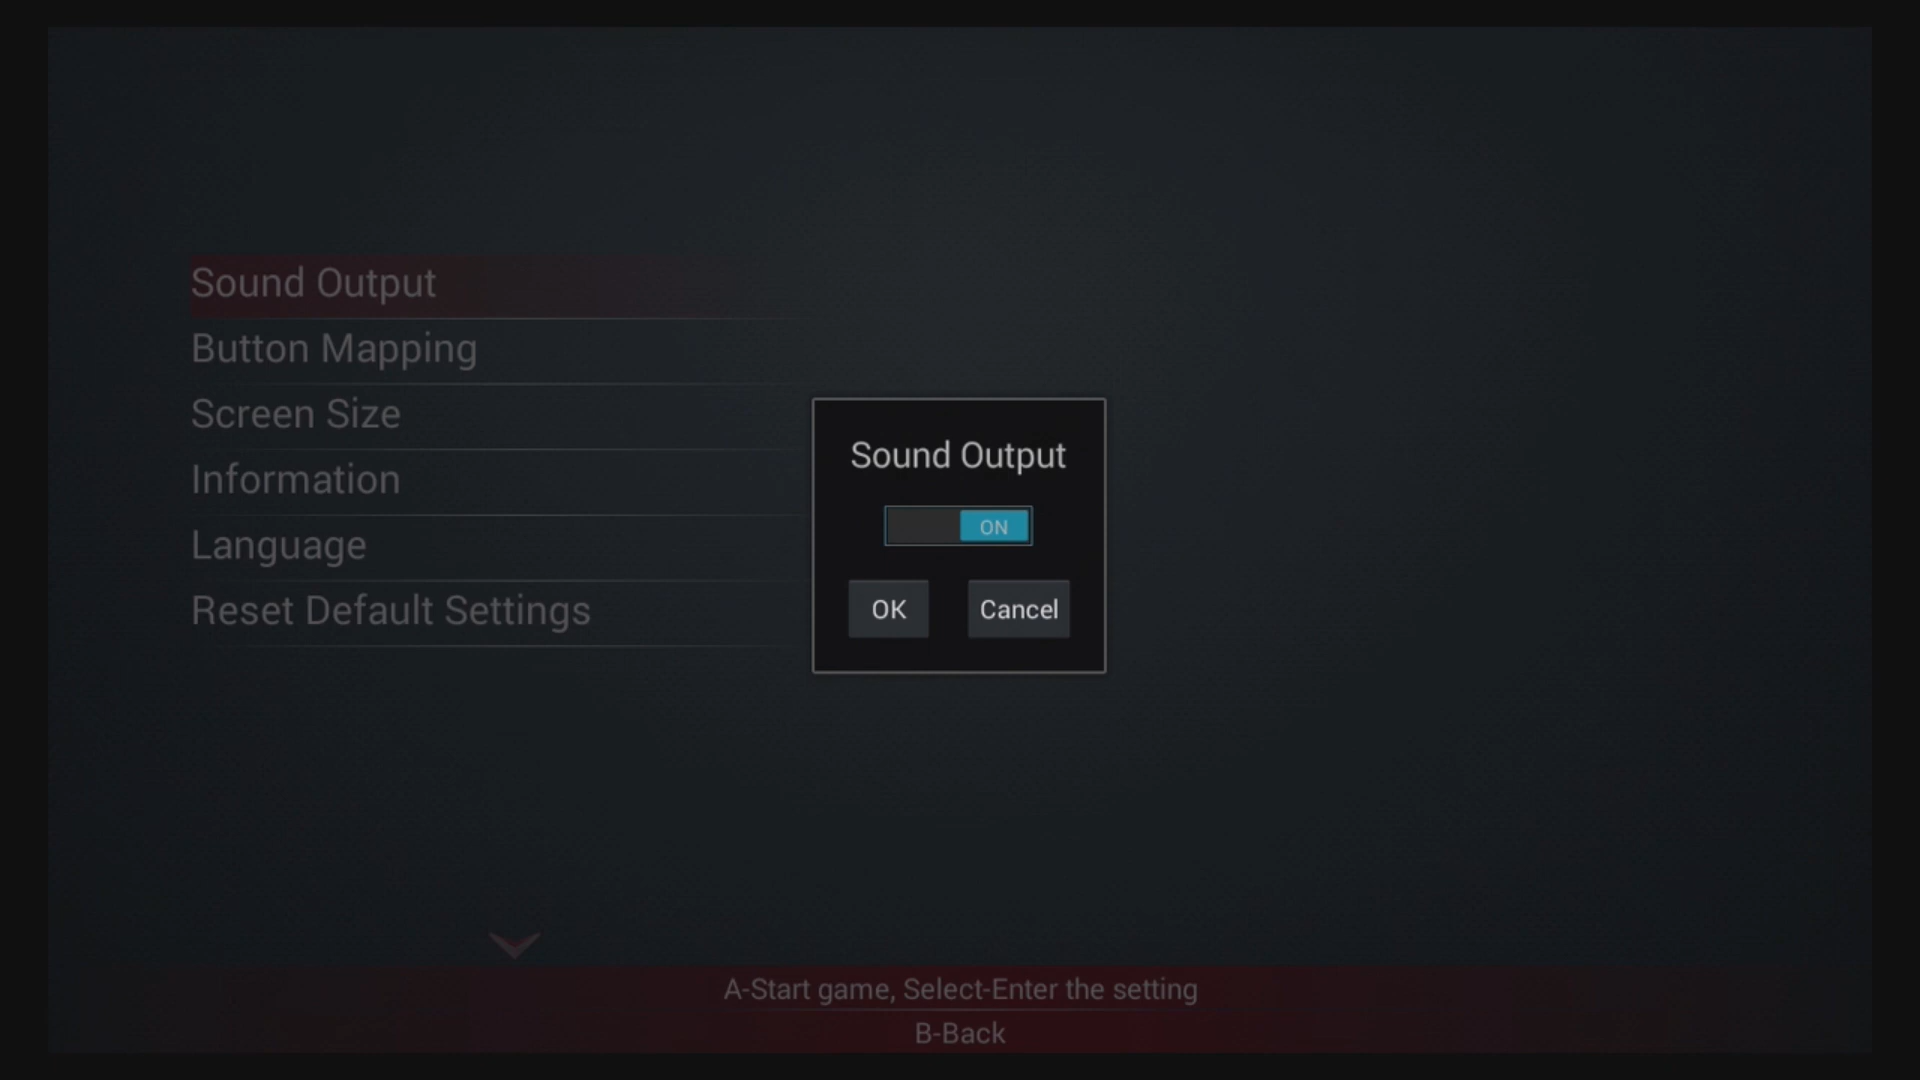 Sound Output
Button Mapping
Screen Size
Information
Language
Reset Default Settings
Sound Output
ON
OK
Cancel
A-Start game, Select-Enter the setting
B-Back